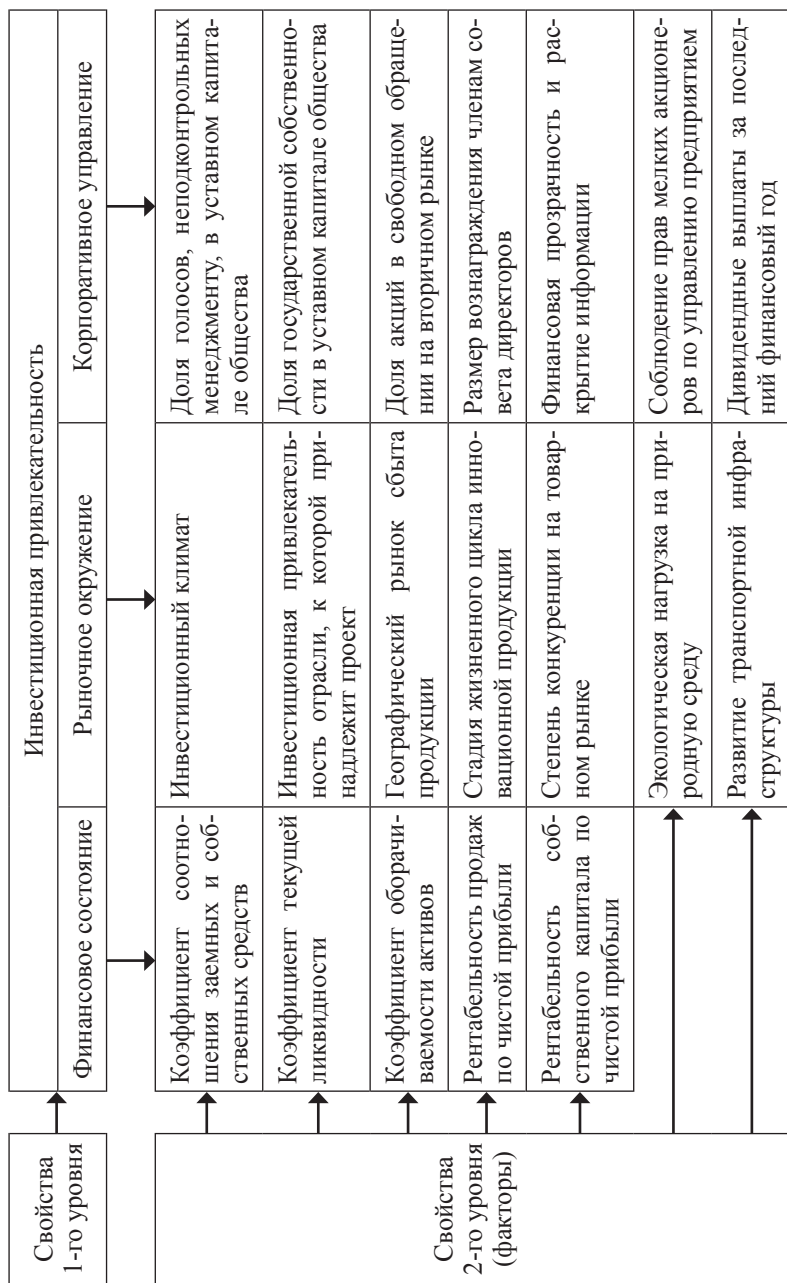 Свойства
1-го уровня
Инвестиционная привлекательность
Финансовое состояние
Рыночное окружение
Корпоративное управление
Свойства
2-го уровня
(факторы)
Коэффициент соотно-
шения заемных и соб-
ственных средств
Инвестиционный климат
Доля голосов, неподконтрольных
менеджменту, в уставном капита-
ле общества
Коэффициент текущей
ликвидности
Инвестиционная привлекатель-
ность отрасли, к которой при-
надлежит проект
Доля государственной собственно-
сти в уставном капитале общества
Коэффициент оборачи-
ваемости активов
Географический рынок сбыта
продукции
Доля акций в свободном обраще-
нии на вторичном рынке
Рентабельность продаж
по чистой прибыли
Стадия жизненного цикла инно-
вационной продукции
Размер вознаграждения членам со-
вета директоров
Рентабельность соб-
ственного капитала по
чистой прибыли
Степень конкуренции на товар-
ном рынке
Финансовая прозрачность и рас-
крытие информации
Экологическая нагрузка на при-
родную среду
Соблюдение прав мелких акционе-
ров по управлению предприятием
Развитие транспортной инфра-
структуры
Дивидендные выплаты за послед-
ний финансовый год